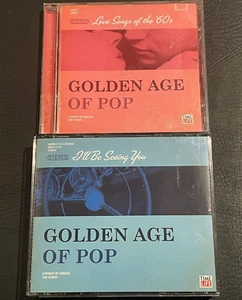 Love Songs of the '60s
GOLDEN AGE
OF POP
TIME
LIFE
I'll Be Seeing You
GOLDEN AGE
OF POP
TIME
LIFE